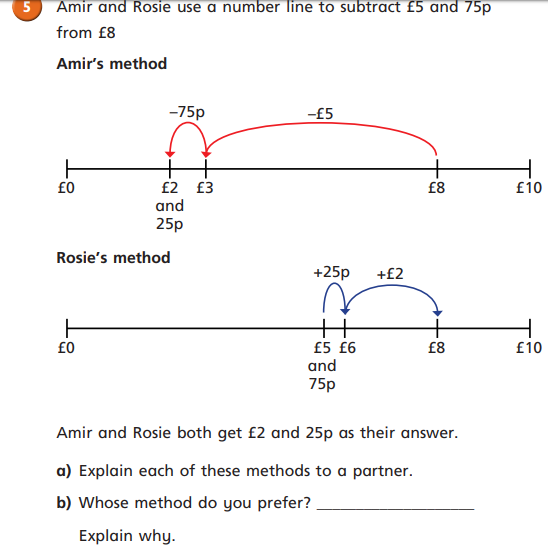 5 Amir and Rosie use a number line to subtract £5 and 75p
from £8
Amir's method
–75p –£5
£0 £2 £3 £8 £10
and
25p
Rosie's method
+25p +£2
£0 £5 £6 £8 £10
and
75p
Amir and Rosie both get £2 and 25p as their answer.
a) Explain each of these methods to a partner.
b) Whose method do you prefer? ____________________
Explain why.